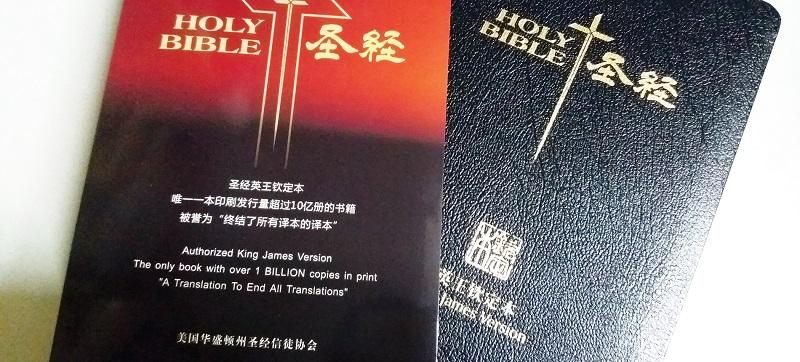 HOLY
BIBLE
圣经
圣经英王钦定本
唯一一本印刷发行量超过10亿册的书籍
被誉为“终结了所有译本的译本”
Authorized King James Version
The only book with over 1 BILLION copies in print
"A Translation To End All Translations"
美国华盛顿州圣经信徒协会
HOLY
BIBLE
圣经
英王钦定本
James Version